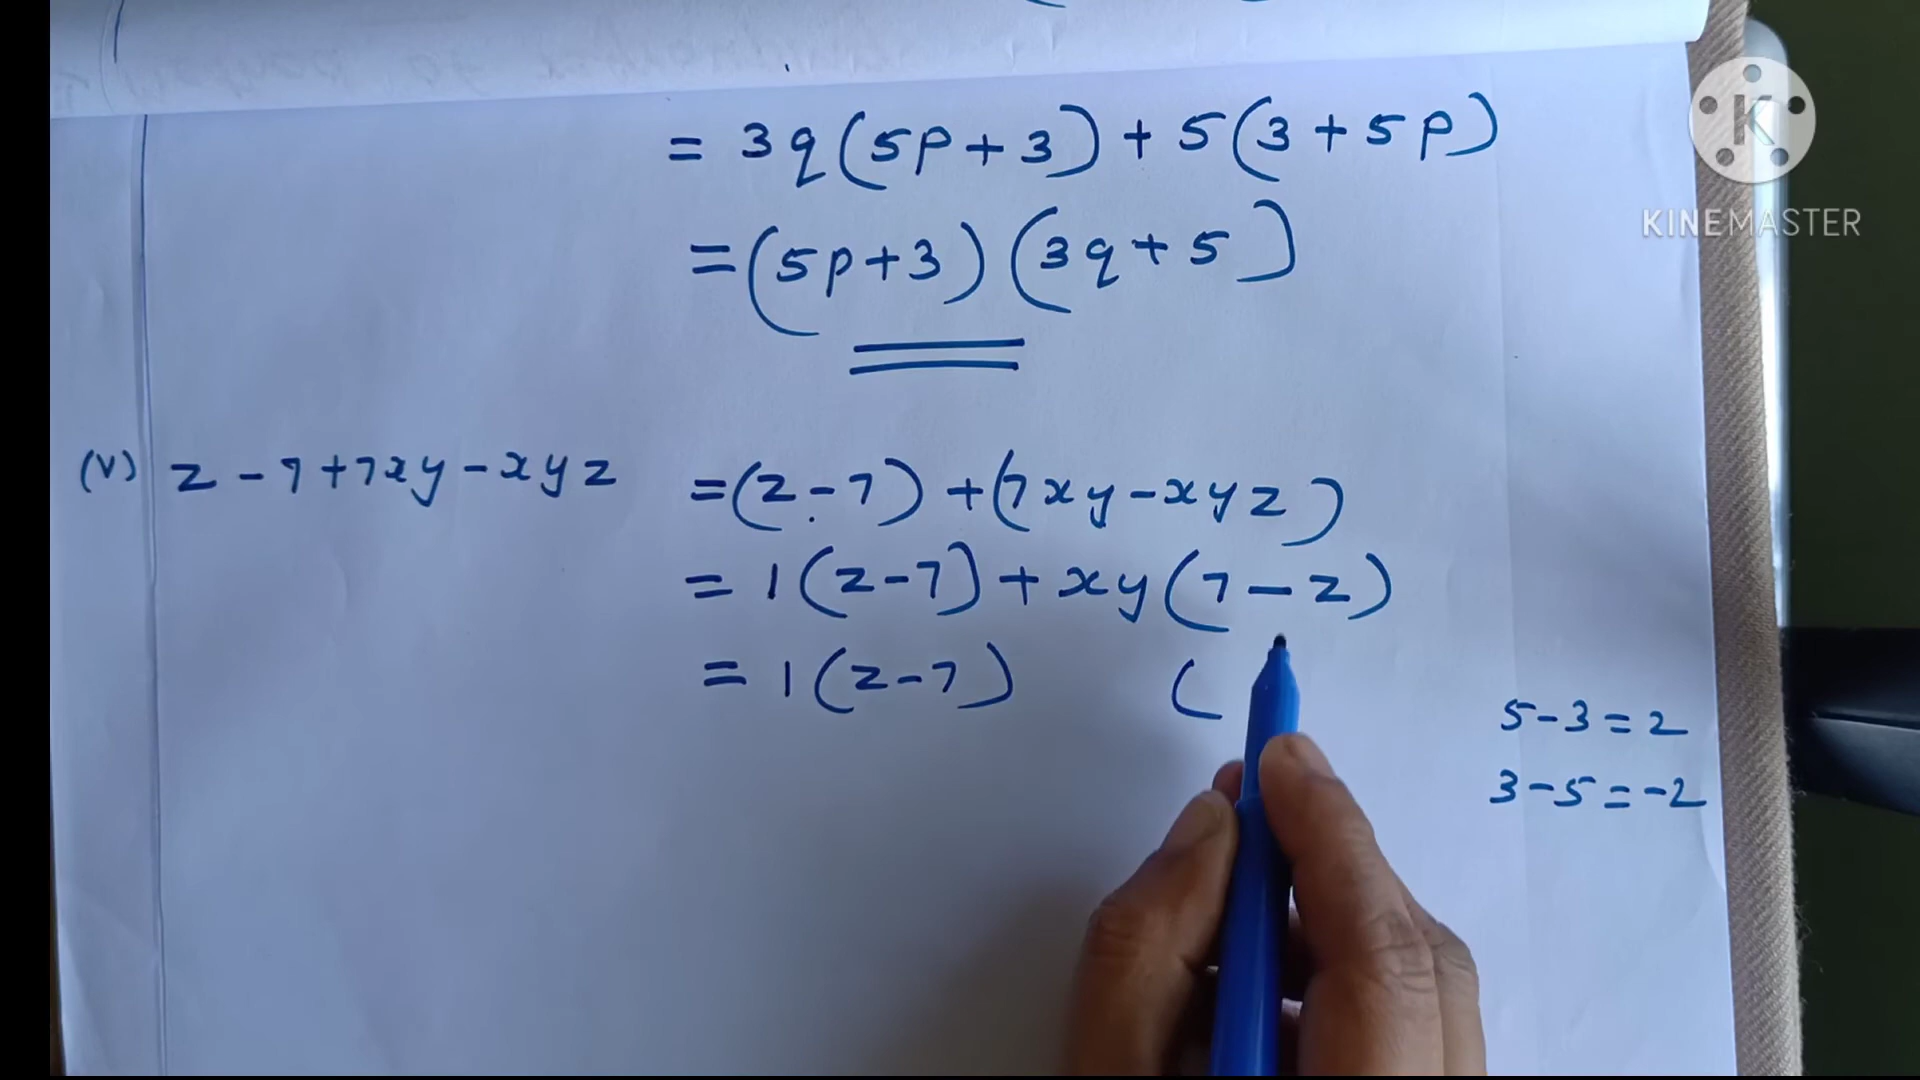 = 3q(5p+3)+5(3+5p)
=(5p+3)(3q+5)
(v) z-7+7xy-xyz =(z-7)+(7xy-xyz)
= 1(z-7)+xy(7-z)
= 1(z-7) (
5-3=2
3-5=-2
K
KINEMASTER